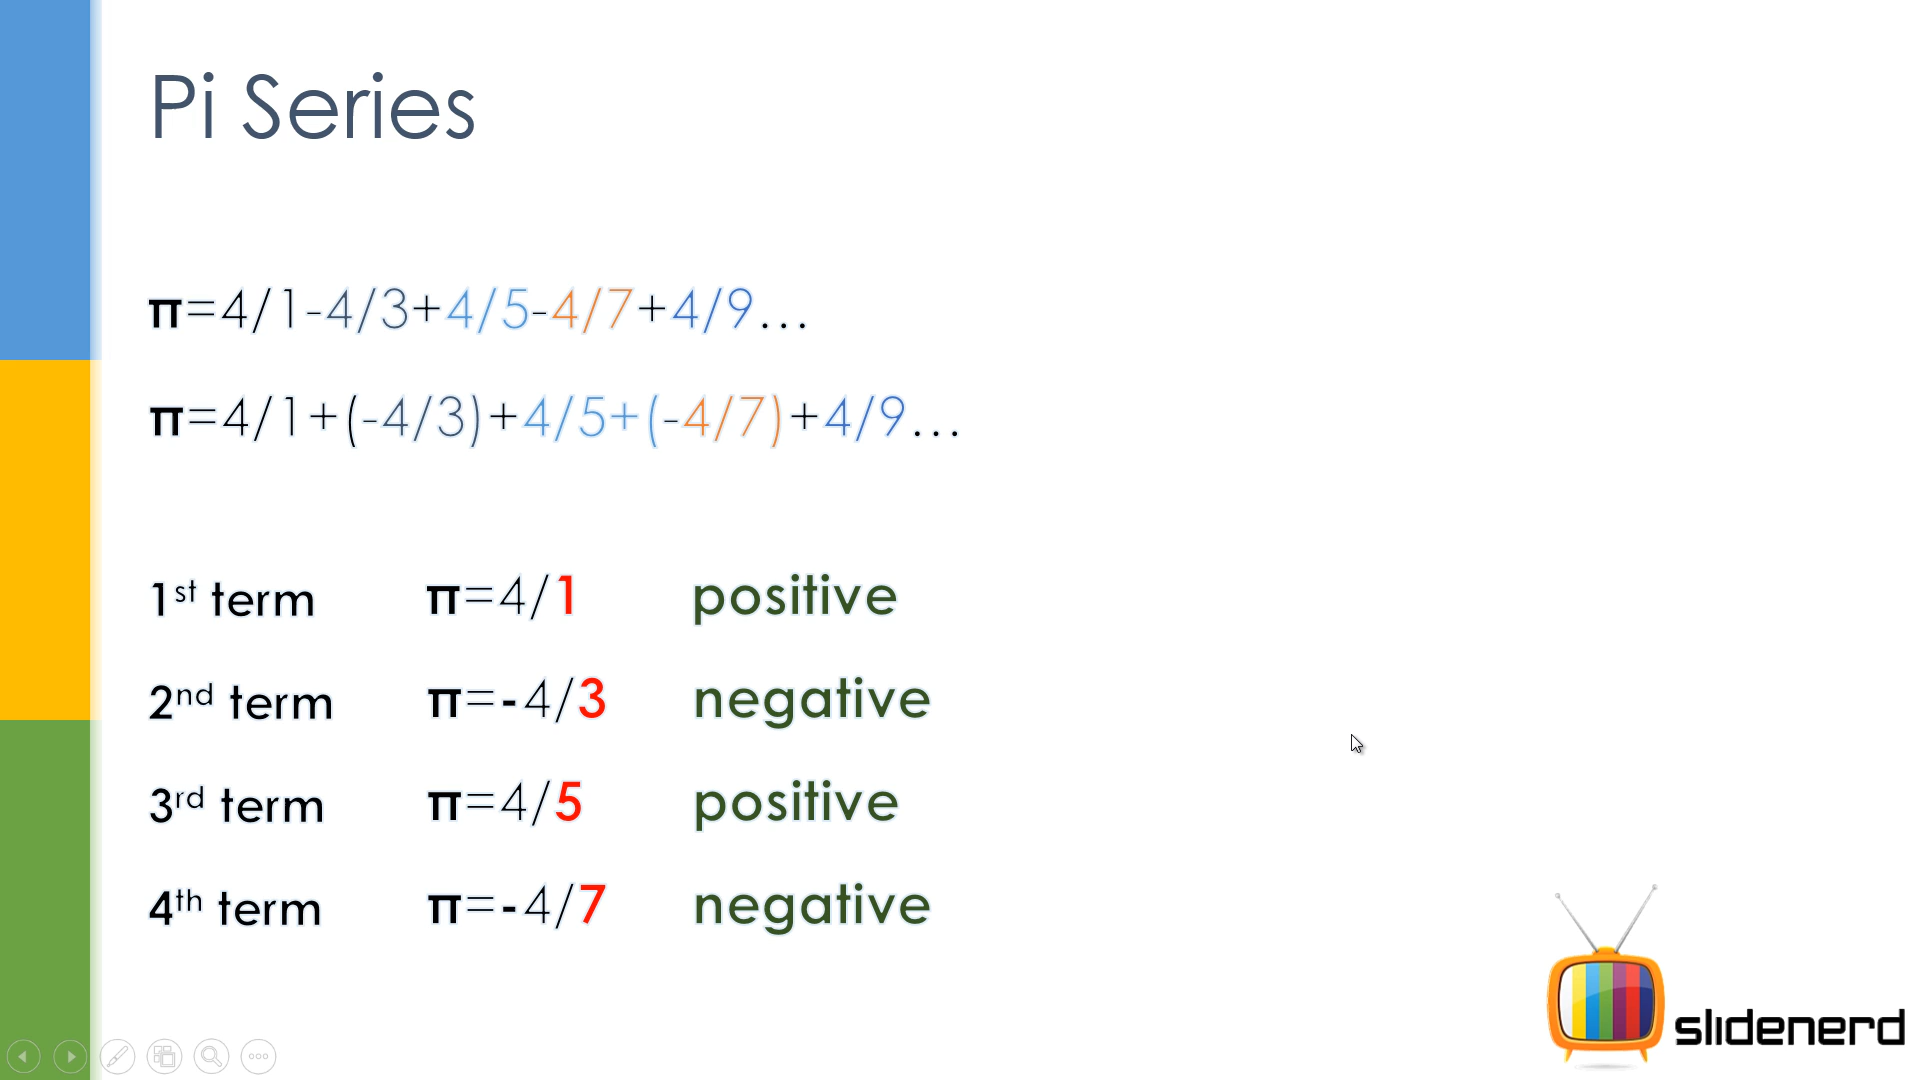 Pi Series
π=4/1-4/3+4/5-4/7+4/9...
π=4/1+(-4/3)+4/5+(-4/7)+4/9...
1st term π=4/1 positive
2nd term π=-4/3 negative
3rd term π=4/5 positive
4th term π=-4/7 negative
slidenerd